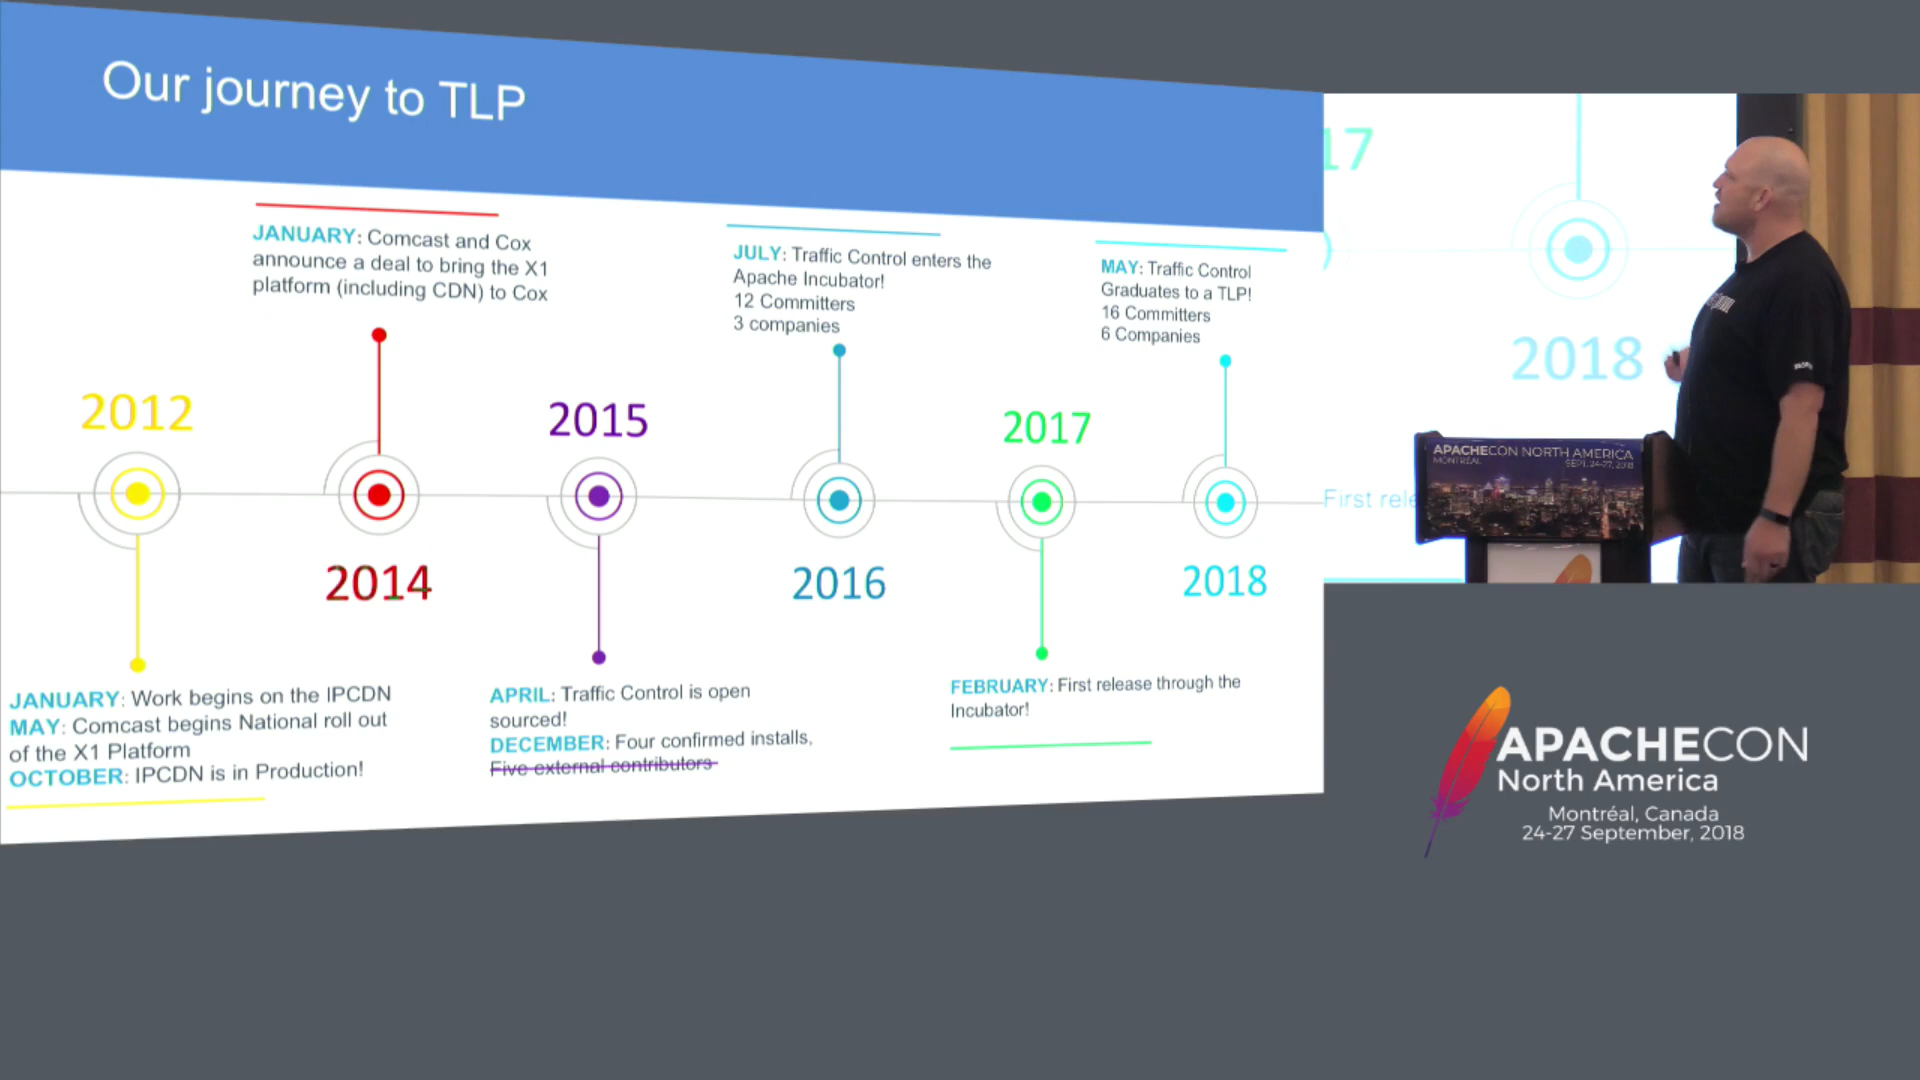 Our journey to TLP
JANUARY: Comcast and Cox
announce a deal to bring the X1
platform (including CDN) to Cox
JULY: Traffic Control enters the
Apache Incubator!
12 Committers
3 companies
MAY: Traffic Control
Graduates to a TLP!
16 Committers
6 Companies
2012
2014
2015
2016
2017
2018
JANUARY: Work begins on the IPCDN
MAY: Comcast begins National roll out
of the X1 Platform
OCTOBER: IPCDN is in Production!
APRIL: Traffic Control is open
sourced!
DECEMBER: Four confirmed installs,
Five external contributors
FEBRUARY: First release through the
Incubator!
17
2018
First rele
APACHECON NORTH AMERICA
MONTRÉAL SEPT. 24-27, 2018
APACHECON
North America
Montréal, Canada
24-27 September, 2018